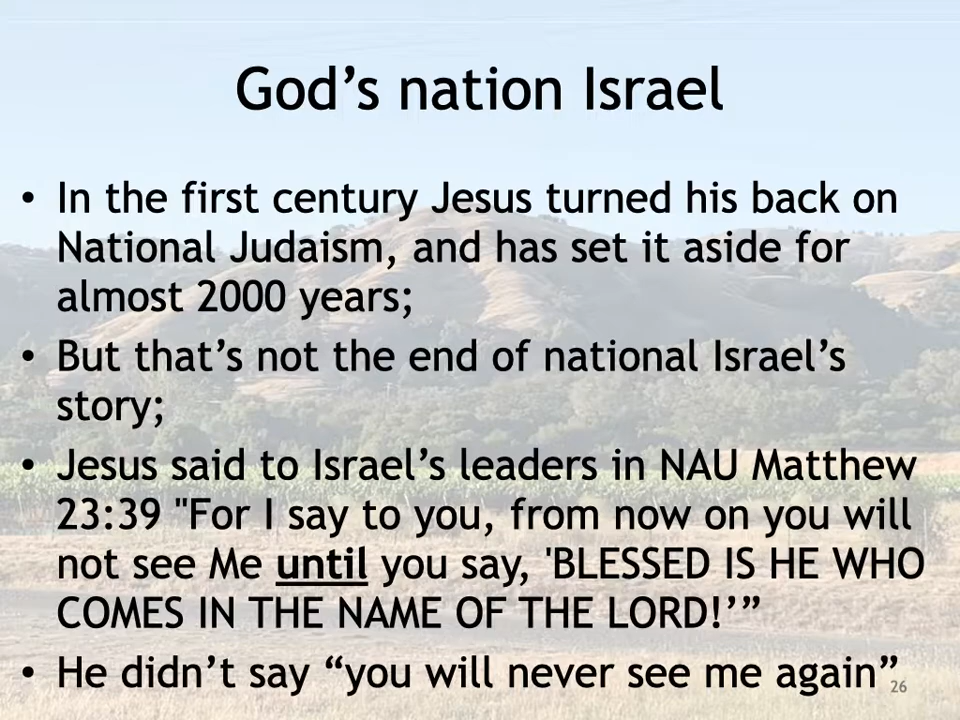 God’s nation Israel
• In the first century Jesus turned his back on
National Judaism, and has set it aside for
almost 2000 years;
• But that’s not the end of national Israel’s
story;
• Jesus said to Israel’s leaders in NAU Matthew
23:39 "For I say to you, from now on you will
not see Me until you say, 'BLESSED IS HE WHO
COMES IN THE NAME OF THE LORD!’”
• He didn’t say “you will never see me again”
26